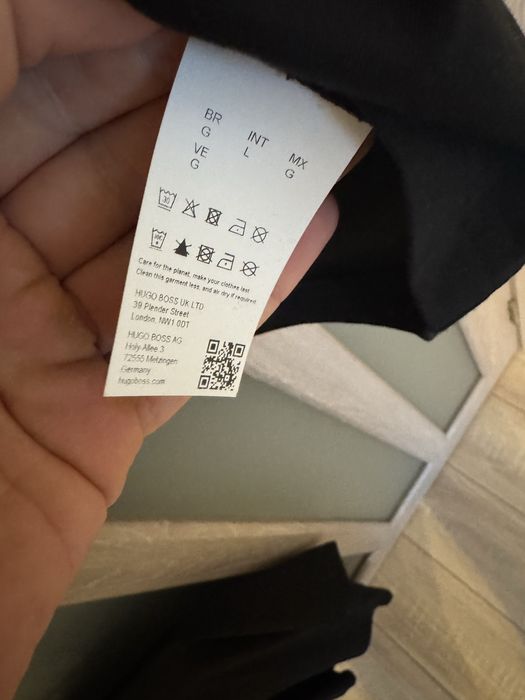 BR
G
INT
L
MX
G
VE
G
30
Care for the planet, make your clothes last
Clean this garment less, and air dry if required
HUGO BOSS UK LTD
39 Plender Street
London, NW1 0DT
HUGO BOSS AG
Holy-Allee 3
72555 Metzingen
Germany
hugoboss.com